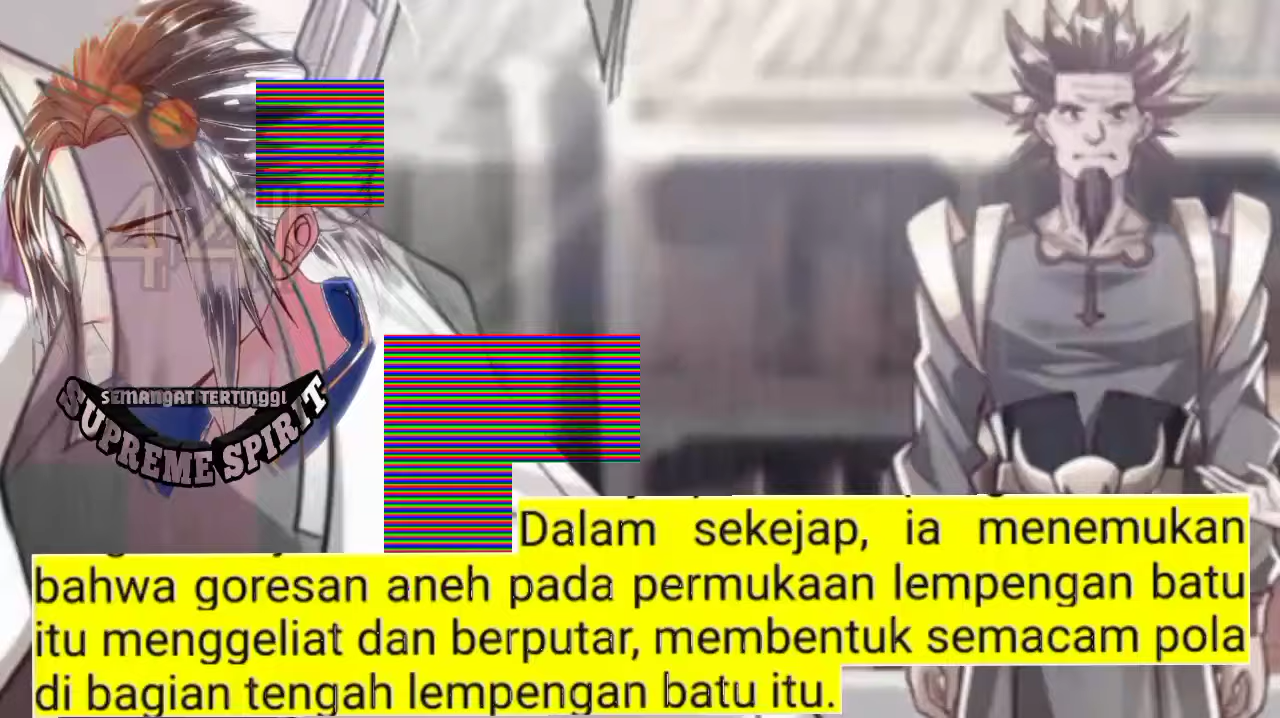 44
SEMANGAT TERTINGGI
SUPREME SPIRIT
Dalam sekejap, ia menemukan
bahwa goresan aneh pada permukaan lempengan batu
itu menggeliat dan berputar, membentuk semacam pola
di bagian tengah lempengan batu itu.